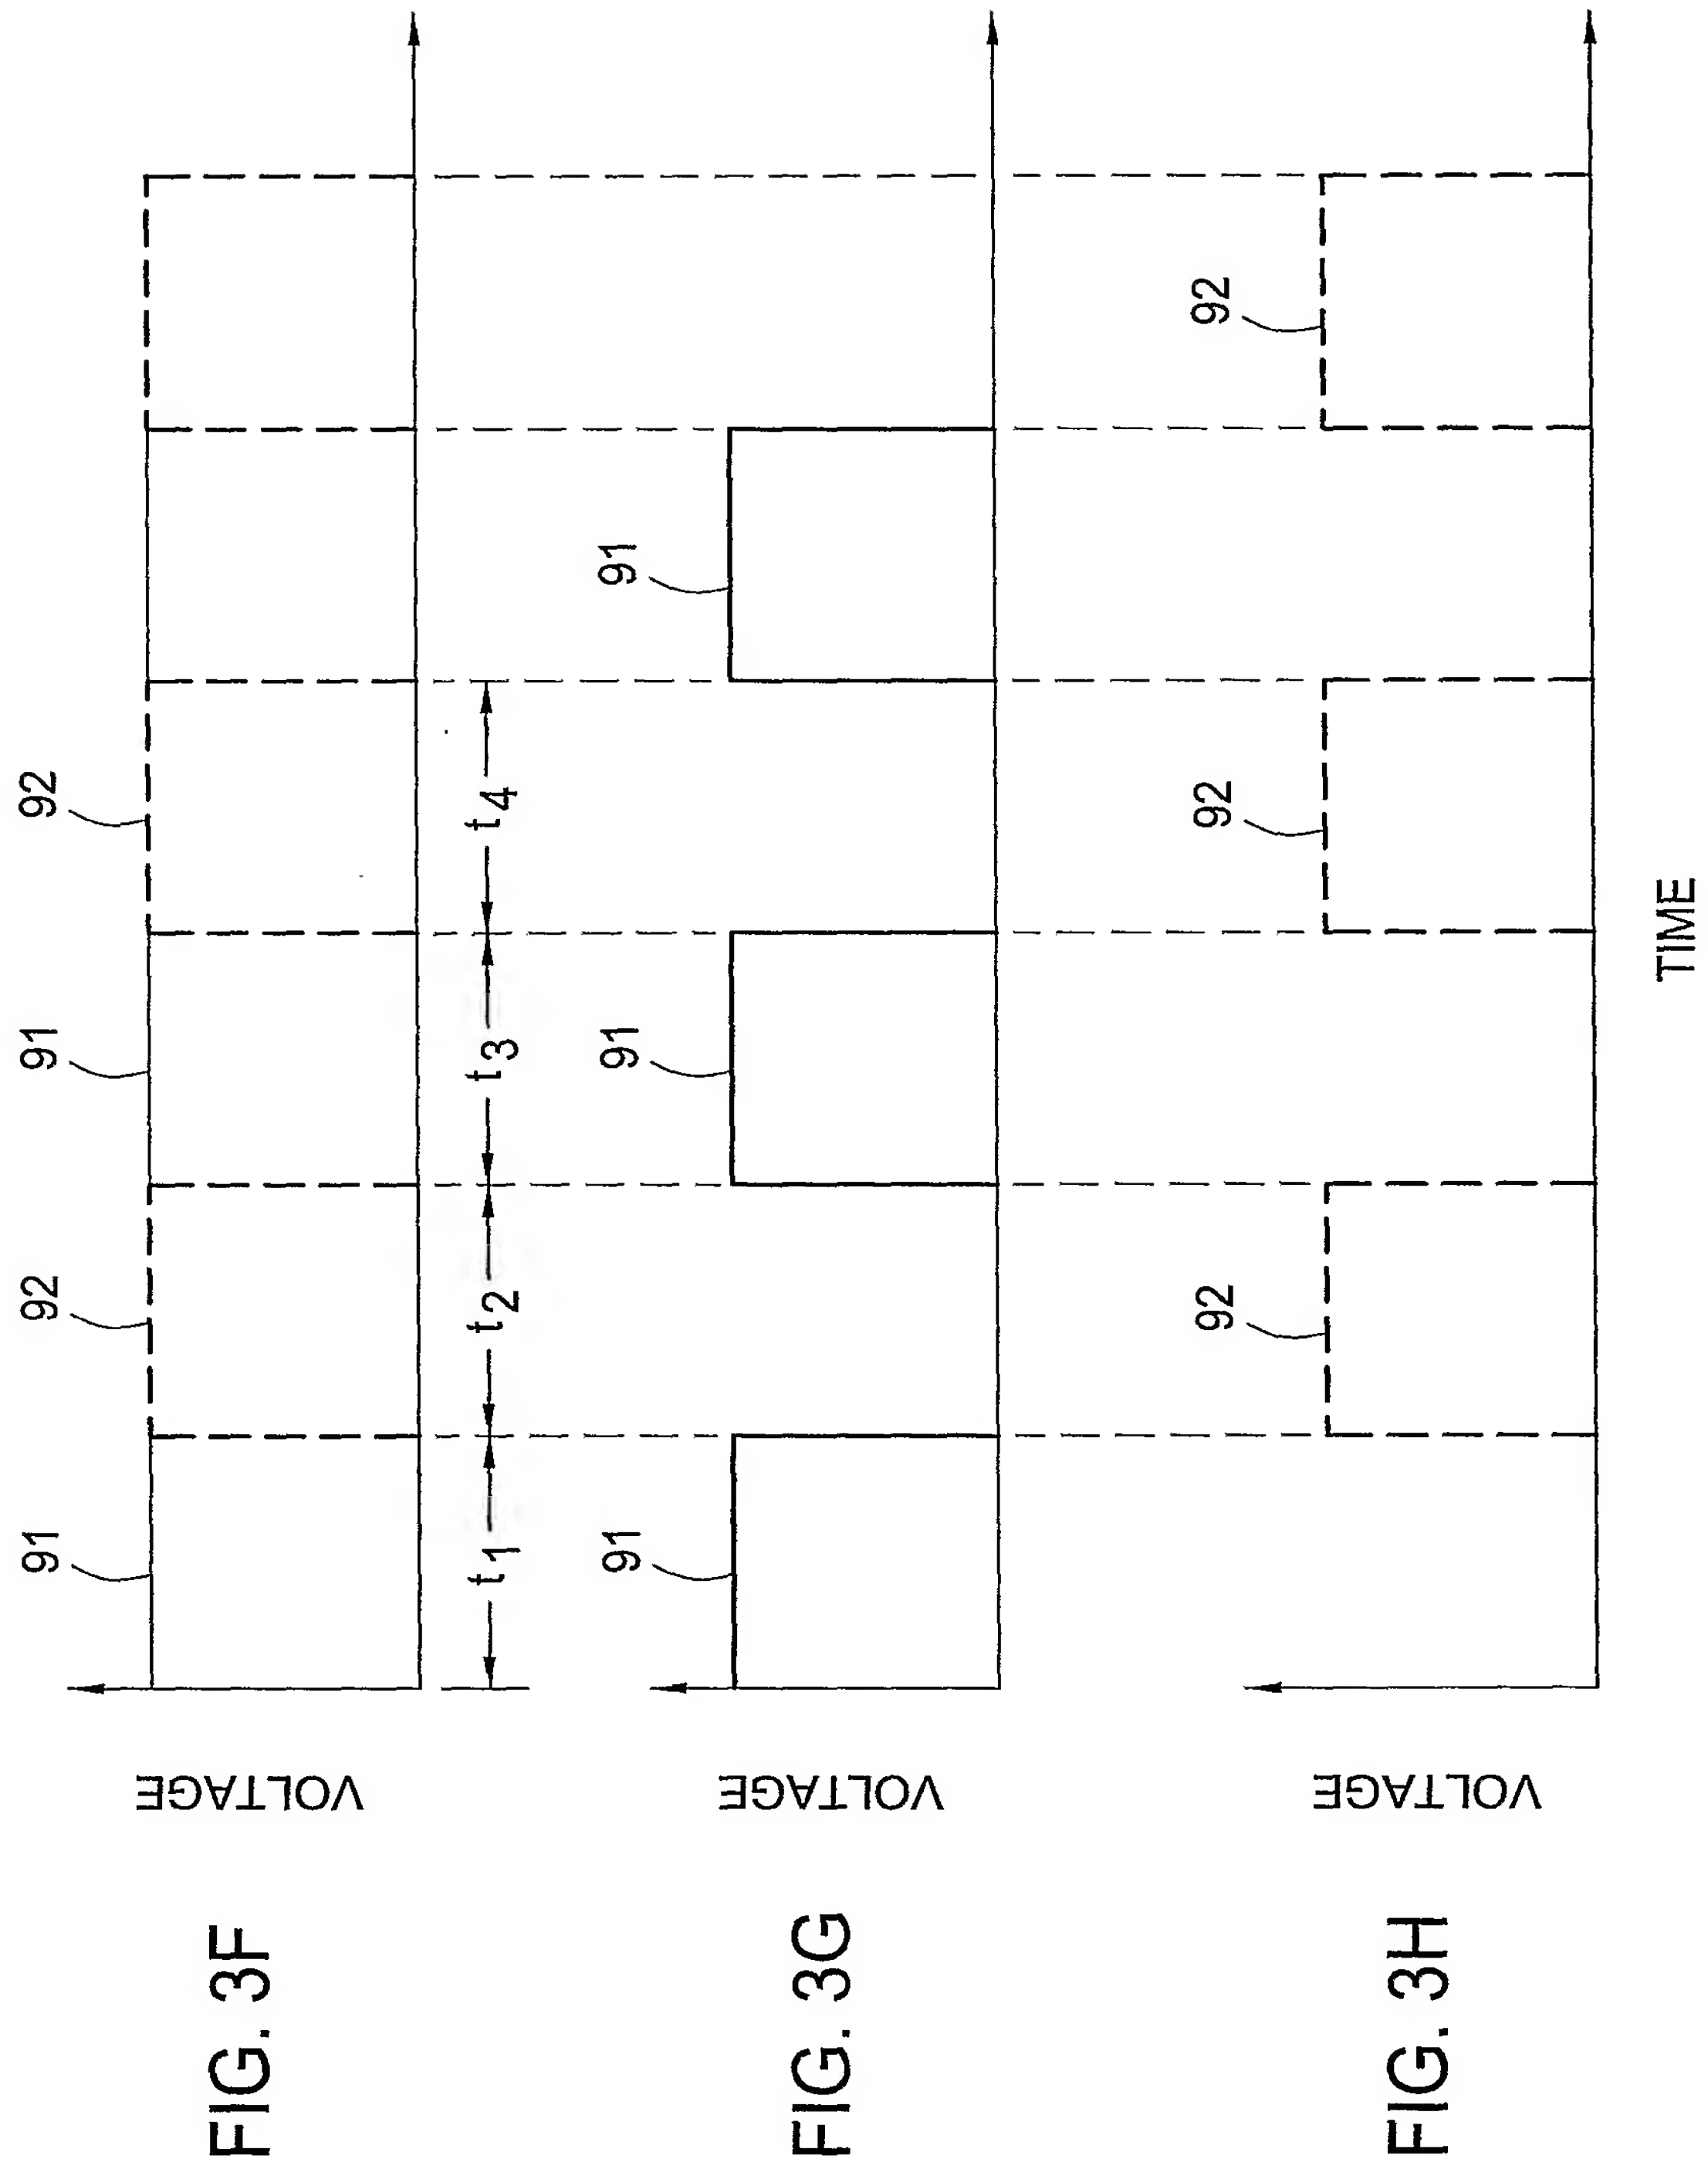 FIG. 3F
VOLTAGE
91
92
91
92
t1
t2
t3
t4
FIG. 3G
VOLTAGE
91
91
91
FIG. 3H
VOLTAGE
92
92
92
TIME